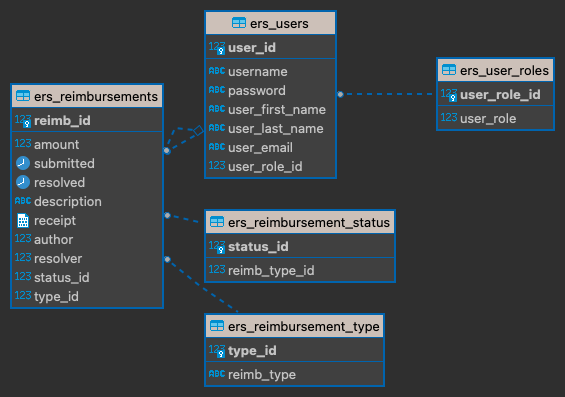 ers_users
123 user_id
ABC username
ABC password
ABC user_first_name
ABC user_last_name
ABC user_email
123 user_role_id
ers_user_roles
123 user_role_id
123 user_role
ers_reimbursements
123 reimb_id
123 amount
submitted
resolved
ABC description
receipt
123 author
123 resolver
123 status_id
123 type_id
ers_reimbursement_status
123 status_id
123 reimb_type_id
ers_reimbursement_type
123 type_id
ABC reimb_type